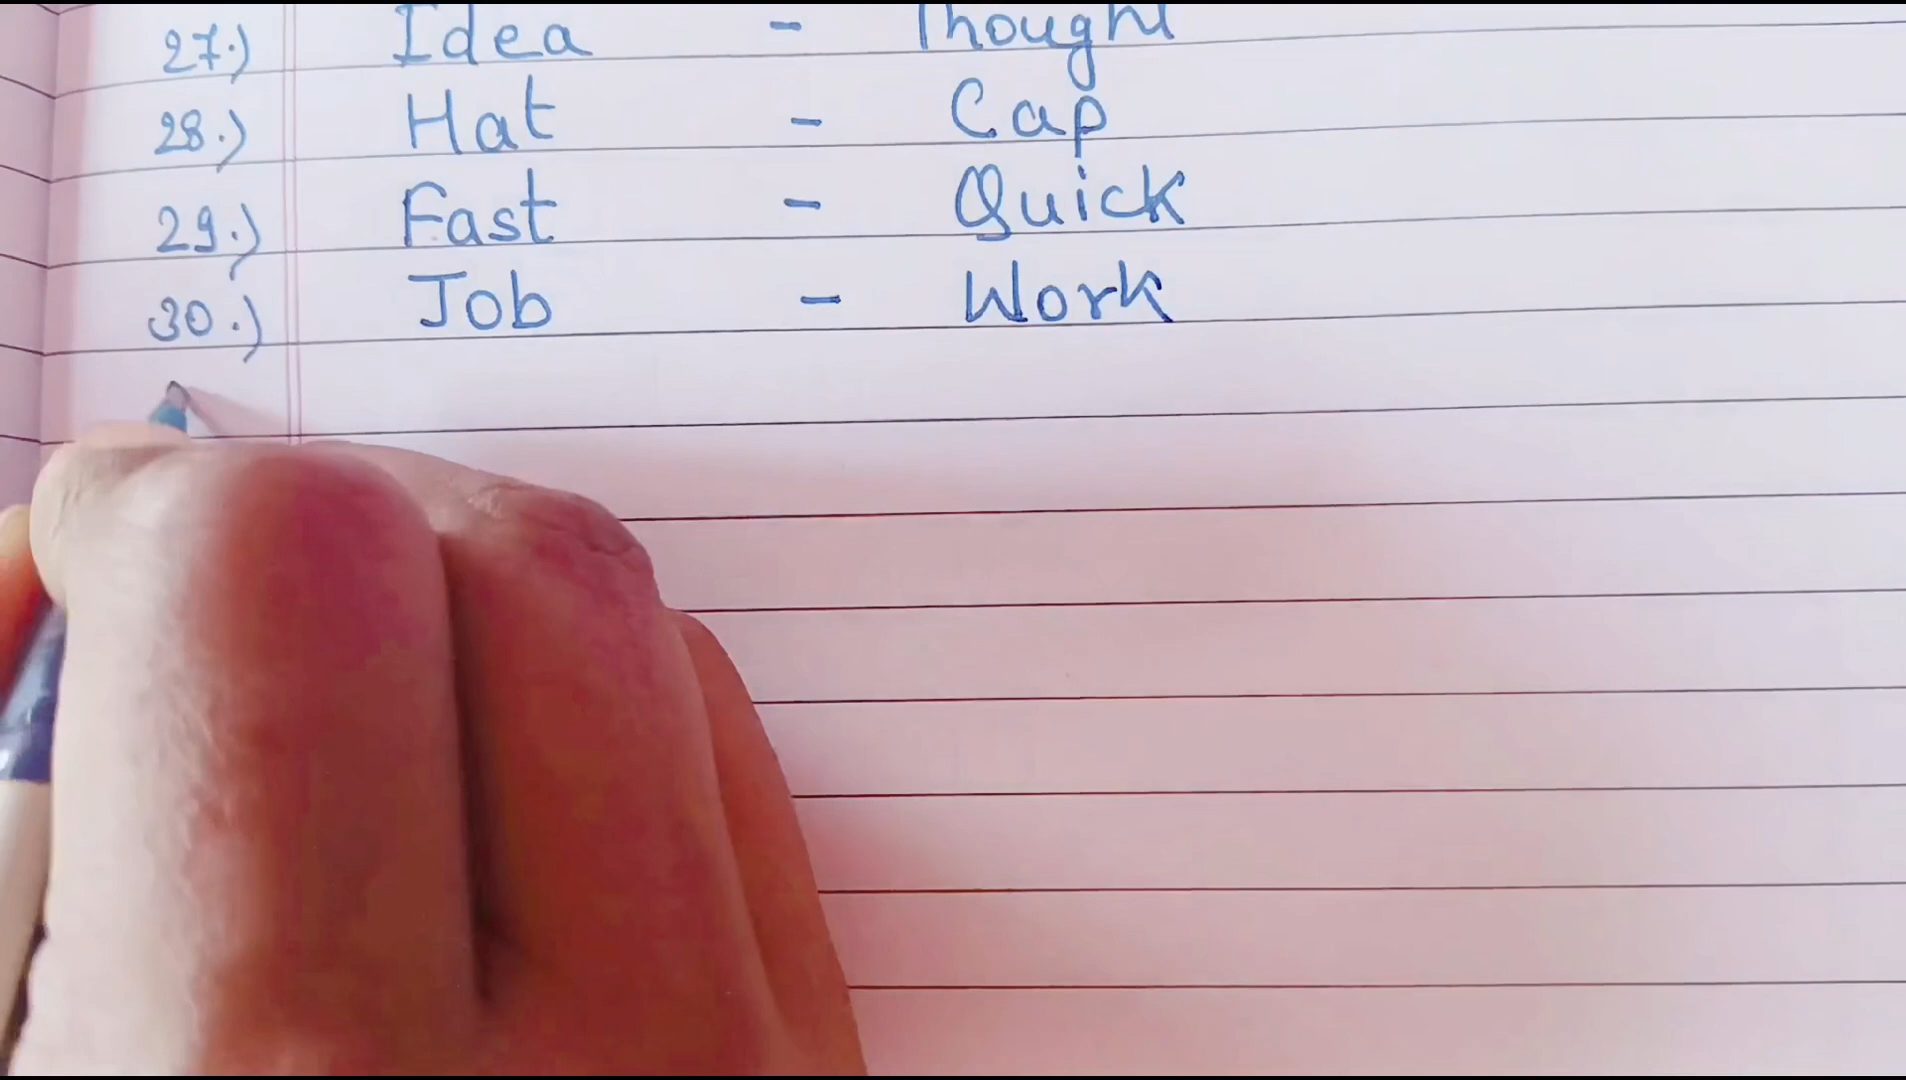 27.) Idea - Thought
28.) Hat - Cap
29.) Fast - Quick
30.) Job - Work